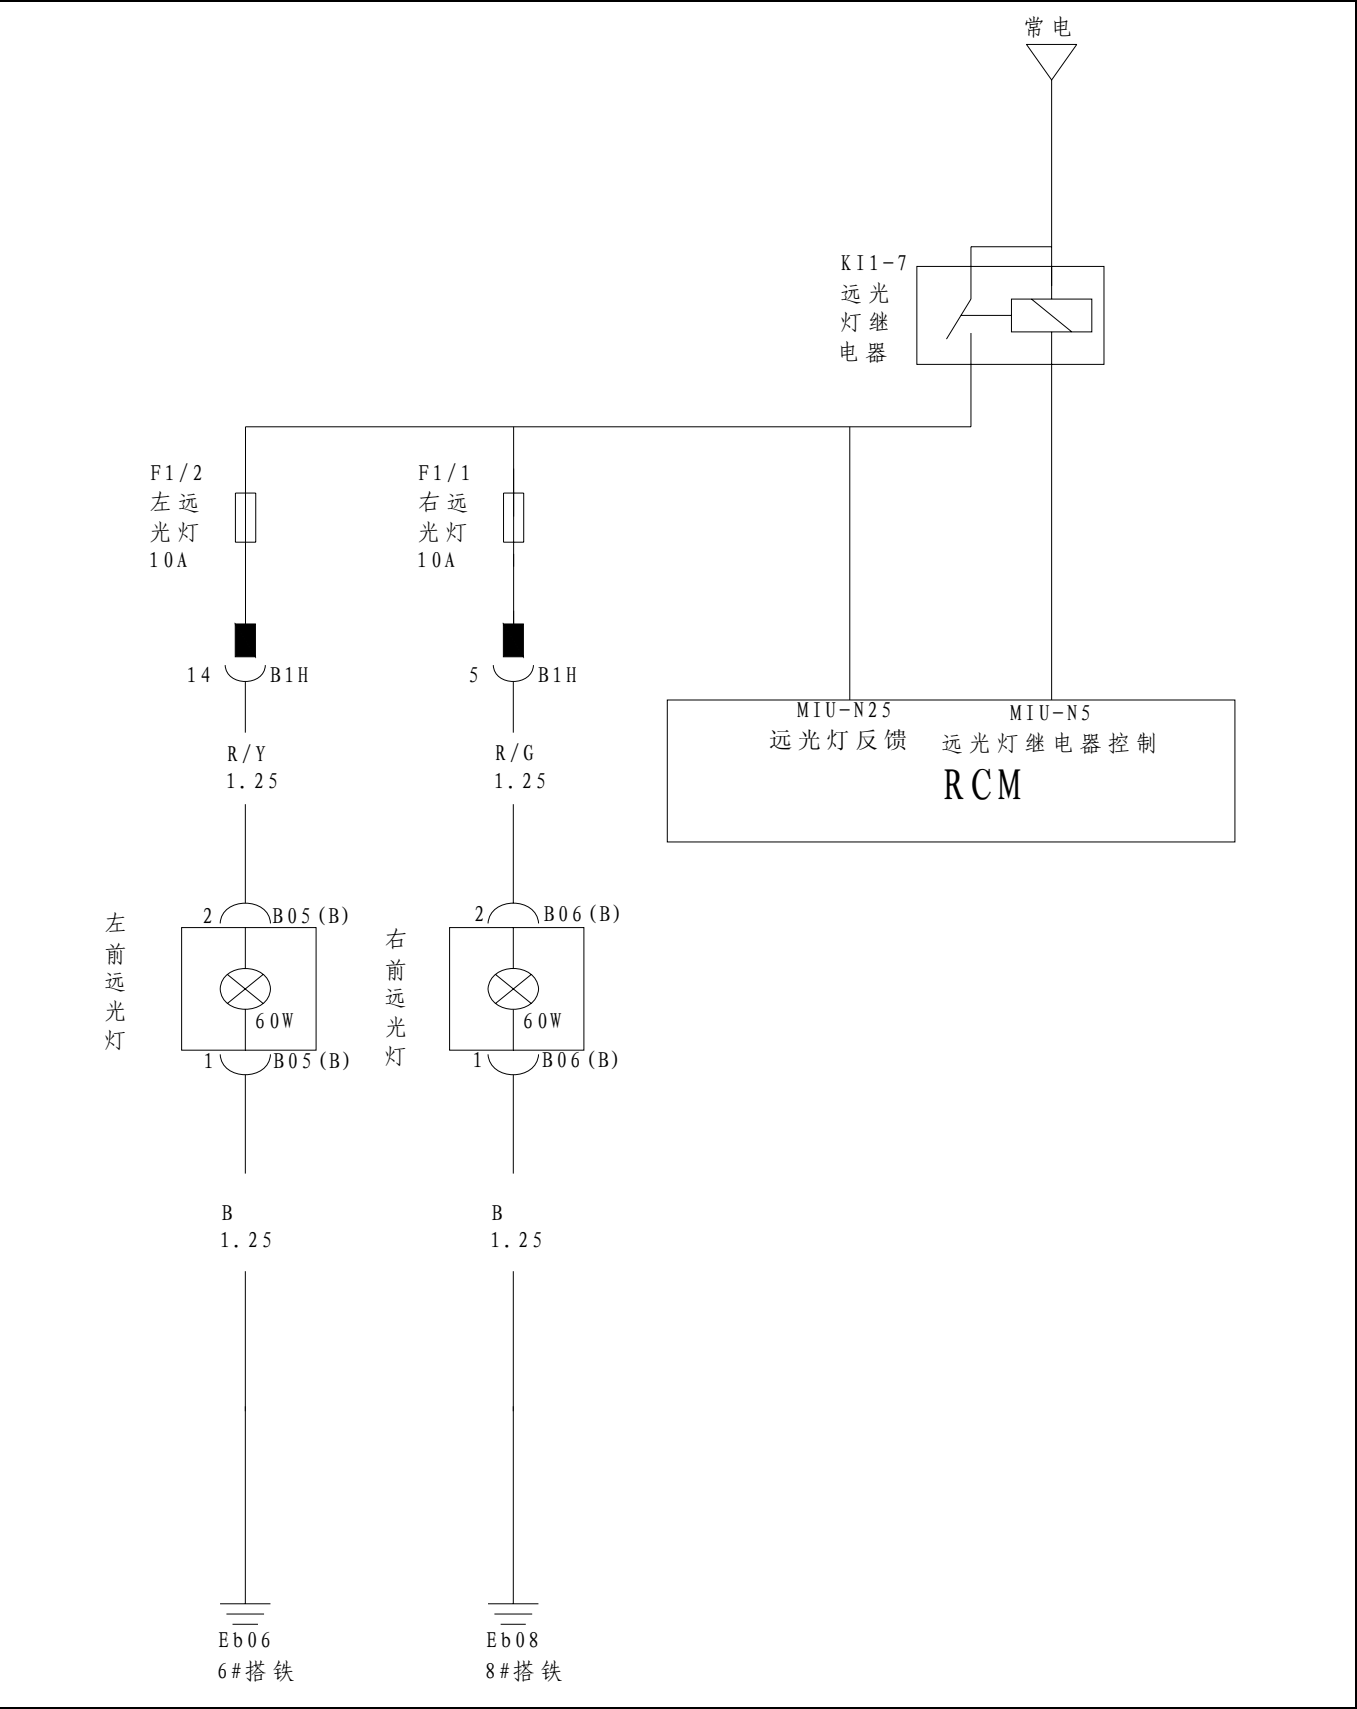 常电
KI1-7
远光
灯继
电器
F1/2
左远
光灯
10A
F1/1
右远
光灯
10A
14
B1H
5
B1H
R/Y
1.25
R/G
1.25
MIU-N25
远光灯反馈
MIU-N5
远光灯继电器控制
RCM
左前远光灯
2
B05(B)
60W
1
B05(B)
右前远光灯
2
B06(B)
60W
1
B06(B)
B
1.25
B
1.25
Eb06
6#搭铁
Eb08
8#搭铁